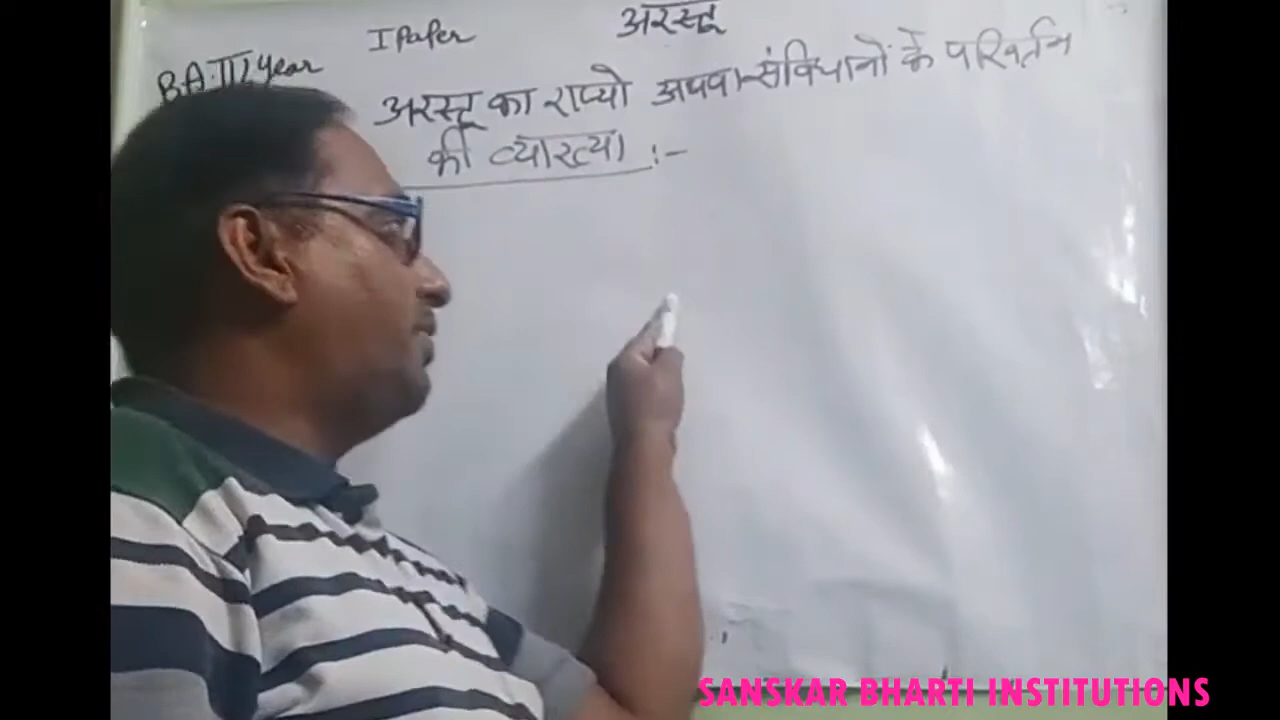 I Paper अरस्तू
B.A. III Year
अरस्तू का राज्यो अथवा संविधानों के परिवर्तन
की व्याख्या :-
SANSKAR BHARTI INSTITUTIONS